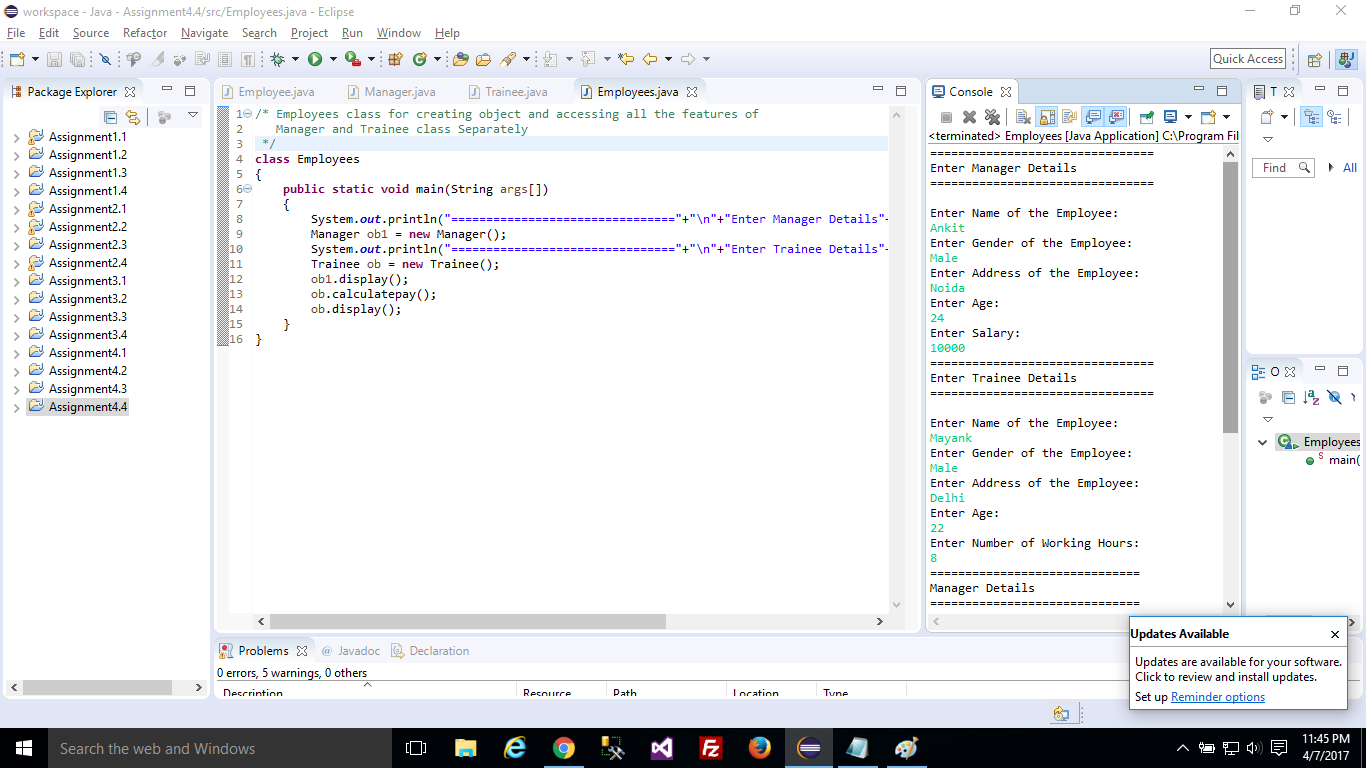 workspace - Java - Assignment4.4/src/Employees.java - Eclipse
File Edit Source Refactor Navigate Search Project Run Window Help
Quick Access
Package Explorer
Assignment1.1
Assignment1.2
Assignment1.3
Assignment1.4
Assignment2.1
Assignment2.2
Assignment2.3
Assignment2.4
Assignment3.1
Assignment3.2
Assignment3.3
Assignment3.4
Assignment4.1
Assignment4.2
Assignment4.3
Assignment4.4
Employee.java Manager.java Trainee.java Employees.java
1 /* Employees class for creating object and accessing all the features of
2 Manager and Trainee class Separately
3 */
4 class Employees
5 {
6 public static void main(String args[])
7 {
8 System.out.println("================================"+"\n"+"Enter Manager Details"-
9 Manager ob1 = new Manager();
10 System.out.println("================================"+"\n"+"Enter Trainee Details"-
11 Trainee ob = new Trainee();
12 ob1.display();
13 ob.calculatepay();
14 ob.display();
15 }
16 }
Console
<terminated> Employees [Java Application] C:\Program Fil
================================
Enter Manager Details
================================
Enter Name of the Employee:
Ankit
Enter Gender of the Employee:
Male
Enter Address of the Employee:
Noida
Enter Age:
24
Enter Salary:
10000
================================
Enter Trainee Details
================================
Enter Name of the Employee:
Mayank
Enter Gender of the Employee:
Male
Enter Address of the Employee:
Delhi
Enter Age:
22
Enter Number of Working Hours:
8
==============================
Manager Details
==============================
T
Find All
O
Employees
S main(
Problems @ Javadoc Declaration
0 errors, 5 warnings, 0 others
Description Resource Path Location Type
Updates Available
Updates are available for your software.
Click to review and install updates.
Set up Reminder options
Search the web and Windows
11:45 PM
4/7/2017